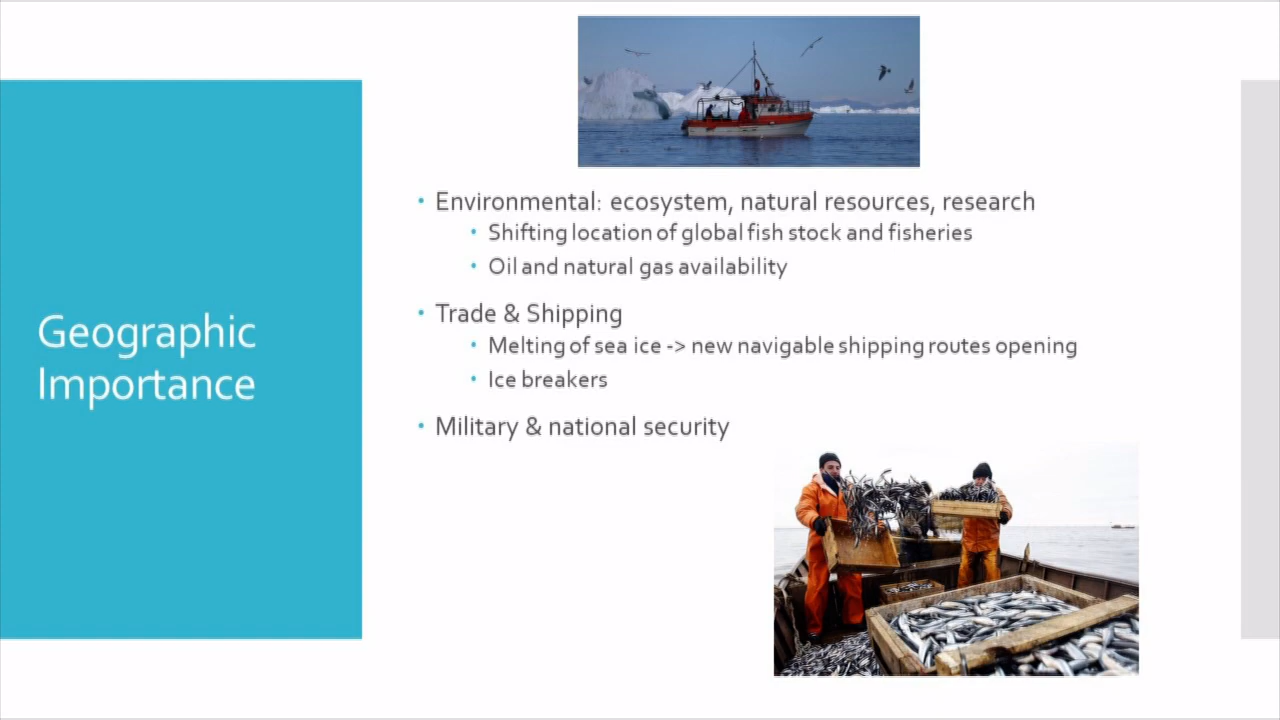 Geographic
Importance
• Environmental: ecosystem, natural resources, research
• Shifting location of global fish stock and fisheries
• Oil and natural gas availability
• Trade & Shipping
• Melting of sea ice -> new navigable shipping routes opening
• Ice breakers
• Military & national security